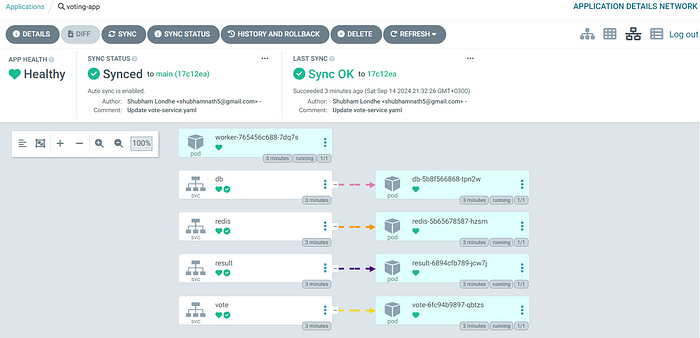 Applications / voting-app APPLICATION DETAILS NETWORK
DETAILS DIFF SYNC SYNC STATUS HISTORY AND ROLLBACK DELETE REFRESH Log out
APP HEALTH
Healthy
SYNC STATUS
Synced to main (17c12ea)
Auto sync is enabled.
Author: Shubham Londhe <shubhamnath5@gmail.com> -
Comment: Update vote-service.yaml
LAST SYNC
Sync OK to 17c12ea
Succeeded 3 minutes ago (Sat Sep 14 2024 21:32:26 GMT+0300)
Author: Shubham Londhe <shubhamnath5@gmail.com> -
Comment: Update vote-service.yaml
100%
worker-765456c688-7dq7s
pod
3 minutes running 1/1
db
svc
3 minutes
db-5b8f566868-tpn2w
pod
3 minutes running 1/1
redis
svc
3 minutes
redis-5b65678587-hzsrn
pod
3 minutes running 1/1
result
svc
3 minutes
result-6894cfb789-jcw7j
pod
3 minutes running 1/1
vote
svc
3 minutes
vote-6fc94b9897-qbtzs
pod
3 minutes running 1/1